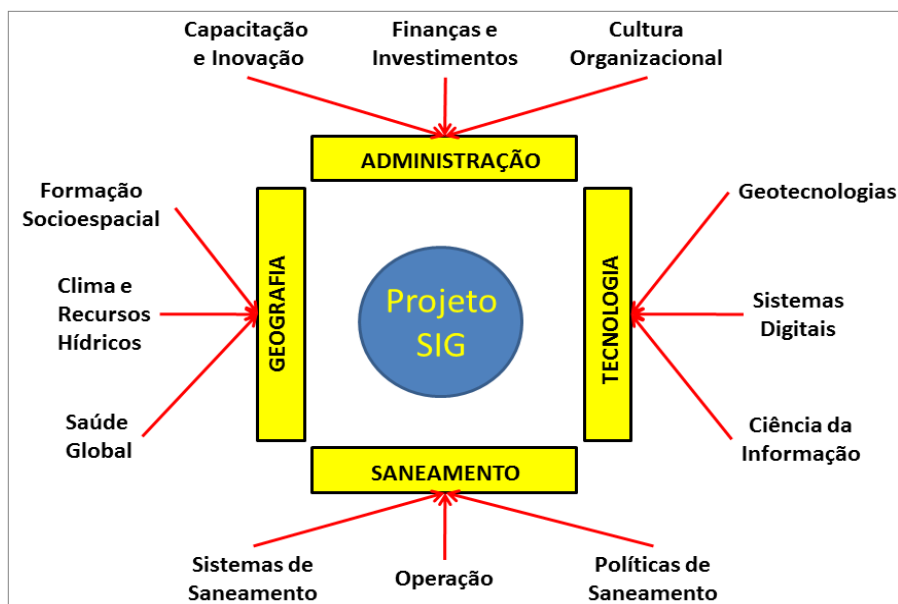 Capacitação
e Inovação
Finanças e
Investimentos
Cultura
Organizacional
ADMINISTRAÇÃO
Formação
Socioespacial
Clima e
Recursos
Hídricos
Saúde
Global
GEOGRAFIA
Projeto
SIG
TECNOLOGIA
Geotecnologias
Sistemas
Digitais
Ciência da
Informação
SANEAMENTO
Sistemas de
Saneamento
Operação
Políticas de
Saneamento